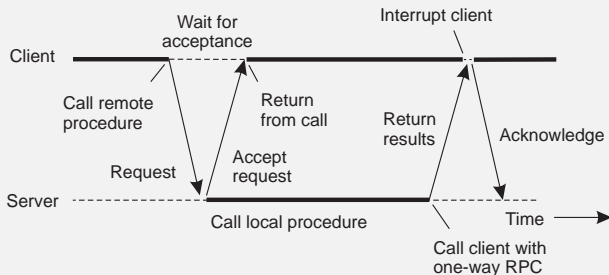 Wait for
acceptance
Interrupt client
Client
Call remote
procedure
Return
from call
Return
results
Acknowledge
Request
Accept
request
Server
Call local procedure
Time
Call client with
one-way RPC